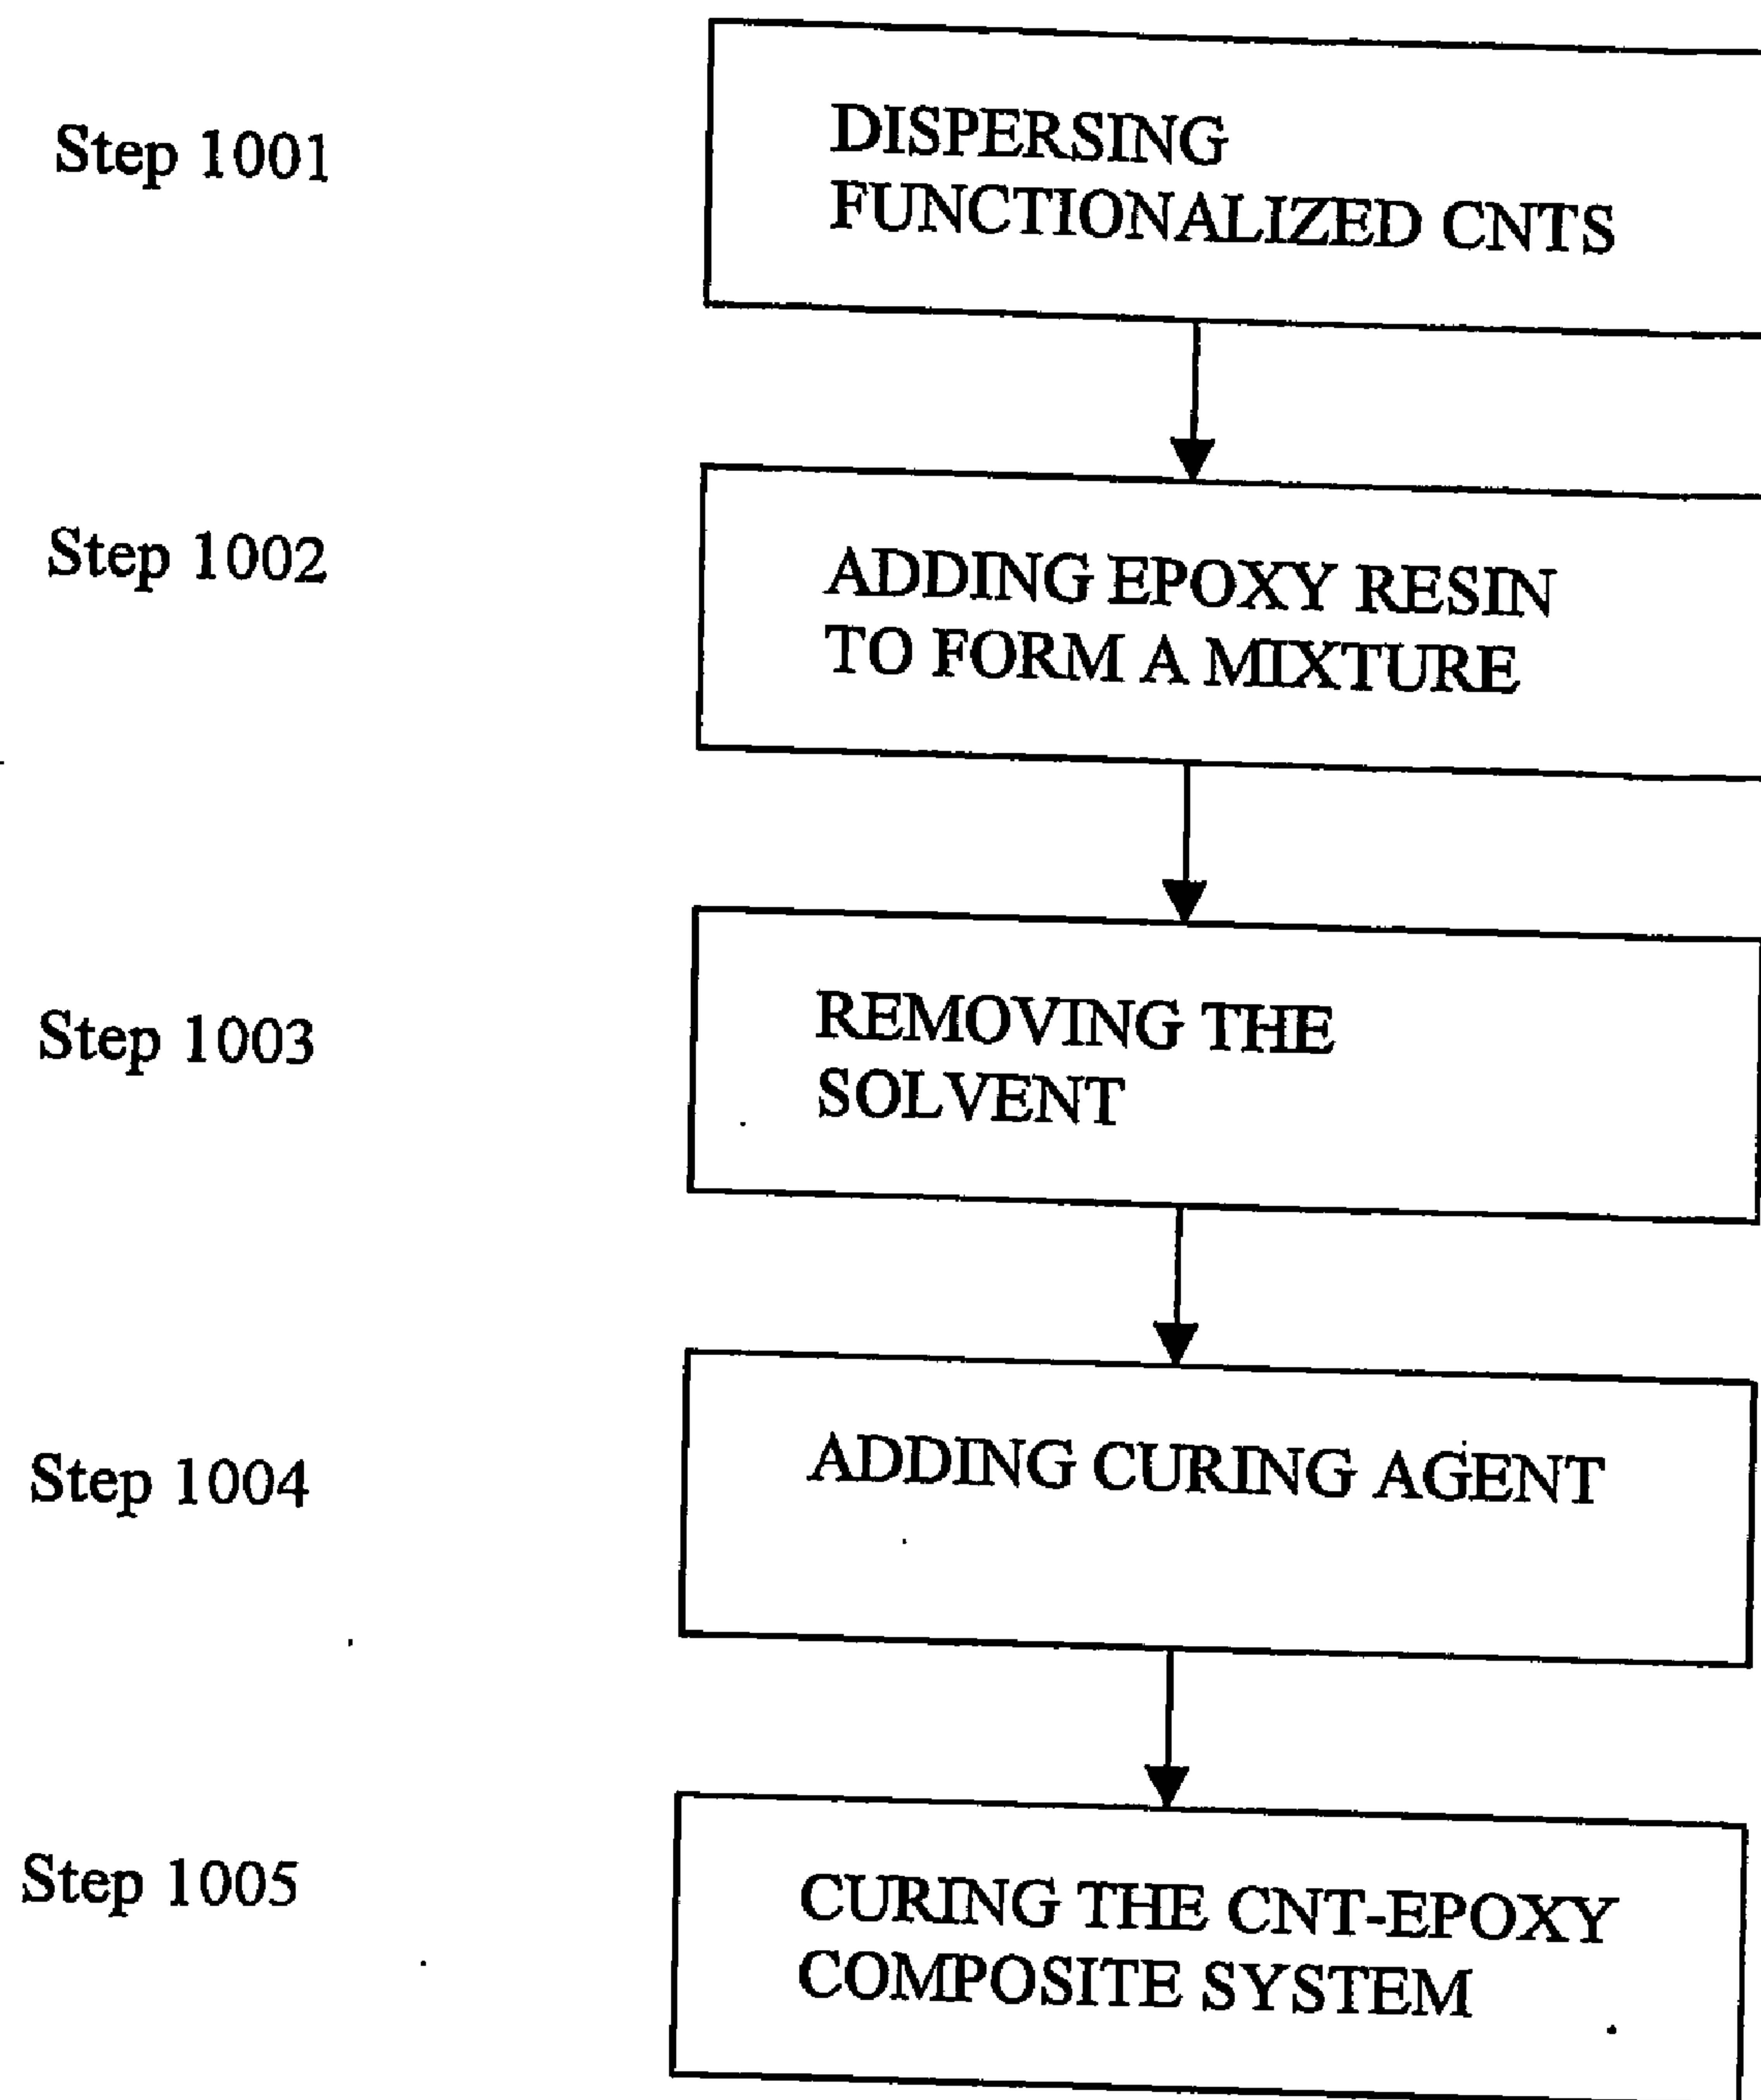 Step 1001
DISPERSING
FUNCTIONALIZED CNTS
Step 1002
ADDING EPOXY RESIN
TO FORM A MIXTURE
Step 1003
REMOVING THE
SOLVENT
Step 1004
ADDING CURING AGENT
Step 1005
CURING THE CNT-EPOXY
COMPOSITE SYSTEM